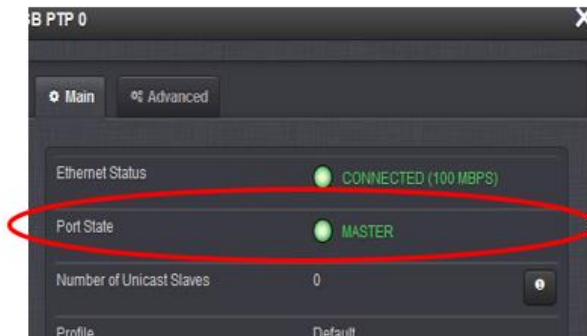 GB PTP 0
Main Advanced
Ethernet Status CONNECTED (100 MBPS)
Port State MASTER
Number of Unicast Slaves 0
Profile Default